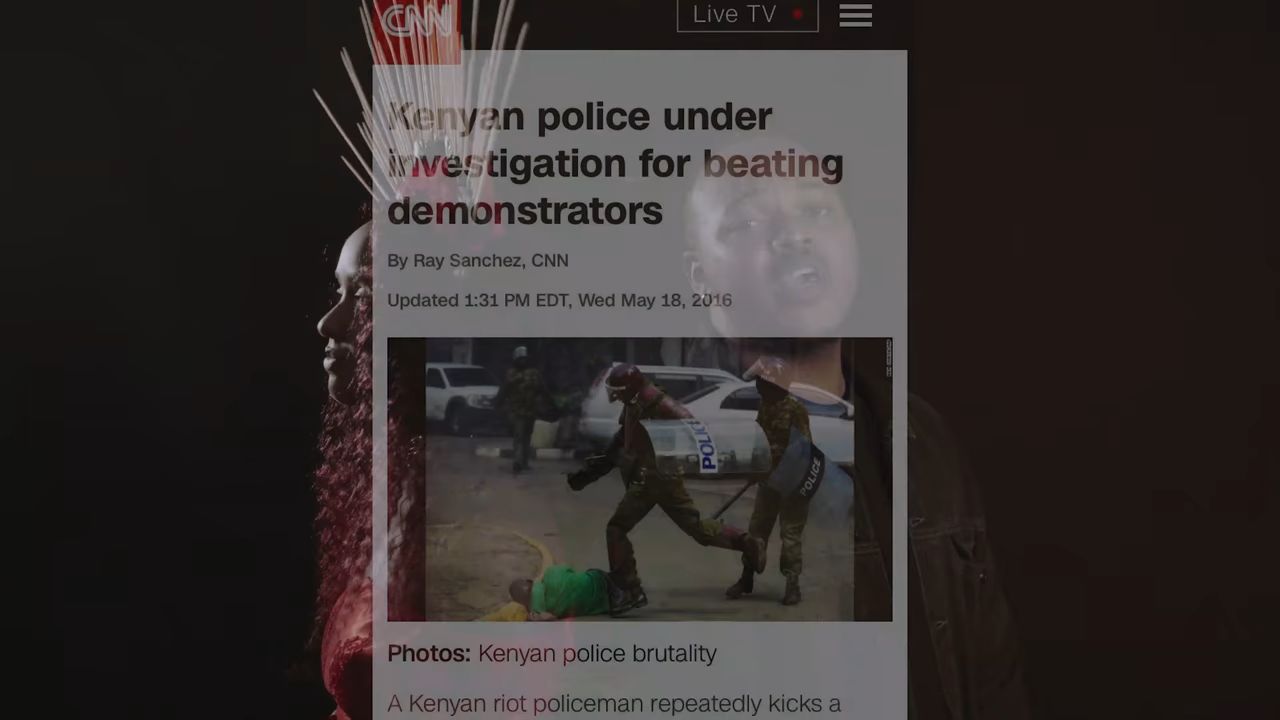 CNN
Live TV
Kenyan police under
investigation for beating
demonstrators
By Ray Sanchez, CNN
Updated 1:31 PM EDT, Wed May 18, 2016
POLICE
POLICE
Photos: Kenyan police brutality
A Kenyan riot policeman repeatedly kicks a